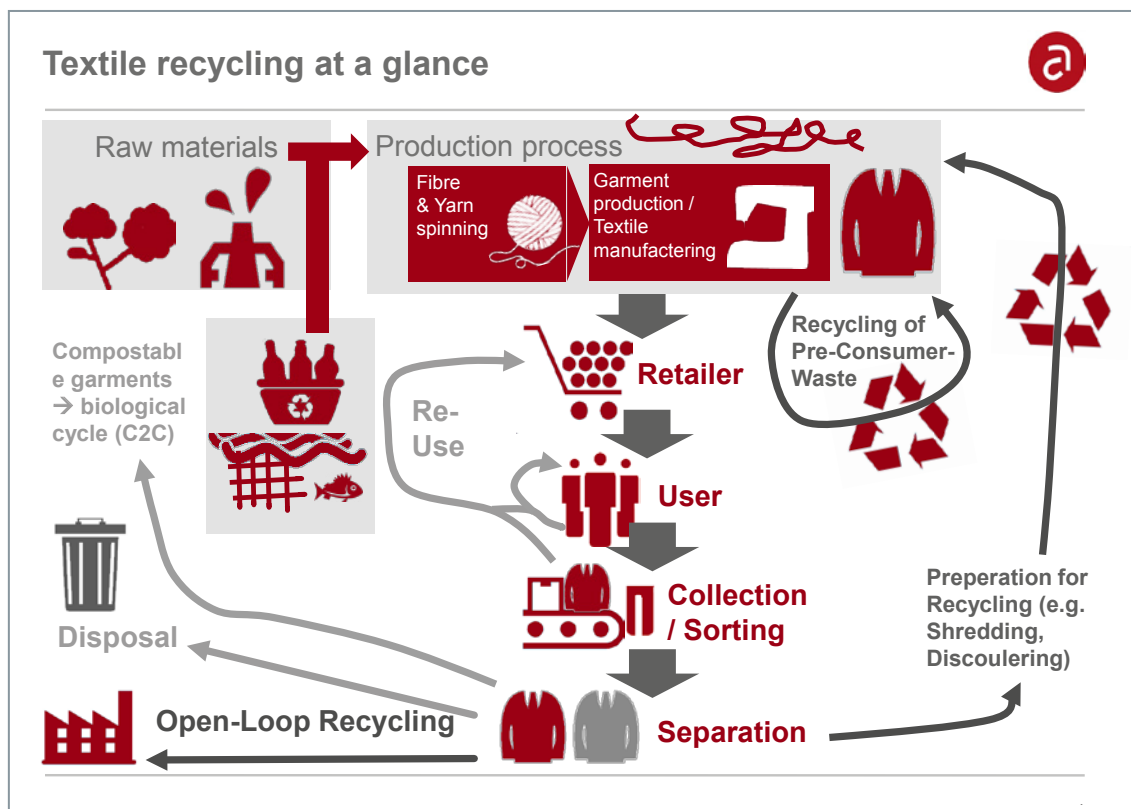 Textile recycling at a glance
a
Raw materials
Production process
Fibre
& Yarn
spinning
Garment
production /
Textile
manufactering
Recycling of
Pre-Consumer-
Waste
Compostabl
e garments
→ biological
cycle (C2C)
Re-
Use
Retailer
User
Collection
/ Sorting
Separation
Preperation for
Recycling (e.g.
Shredding,
Discoulering)
Disposal
Open-Loop Recycling